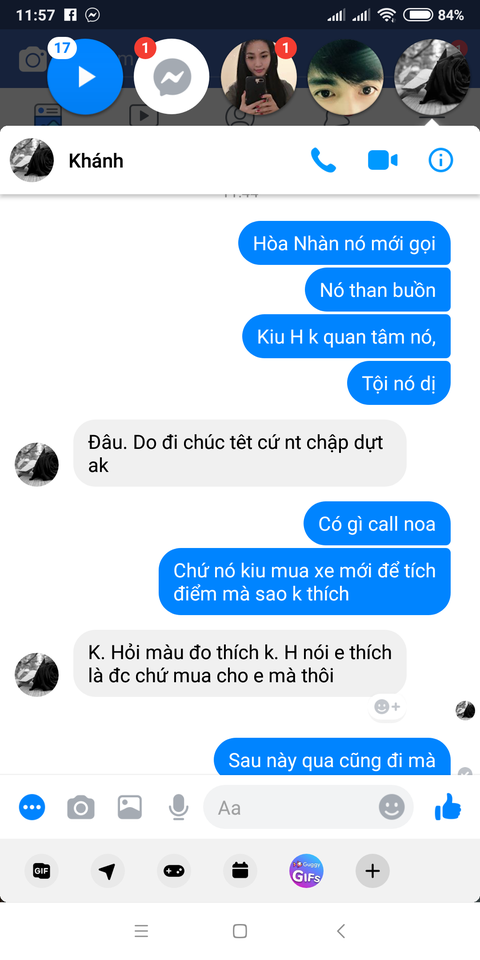 11:57
84%
17
1
1
Khánh
Hòa Nhàn nó mới gọi
Nó than buồn
Kiu H k quan tâm nó,
Tội nó dị
Đâu. Do đi chúc têt cứ nt chập dựt
ak
Có gì call noa
Chứ nó kiu mua xe mới để tích
điểm mà sao k thích
K. Hỏi màu đo thích k. H nói e thích
là đc chứ mua cho e mà thôi
Sau này qua cũng đi mà
Aa
GIF
Guggy
GIFs